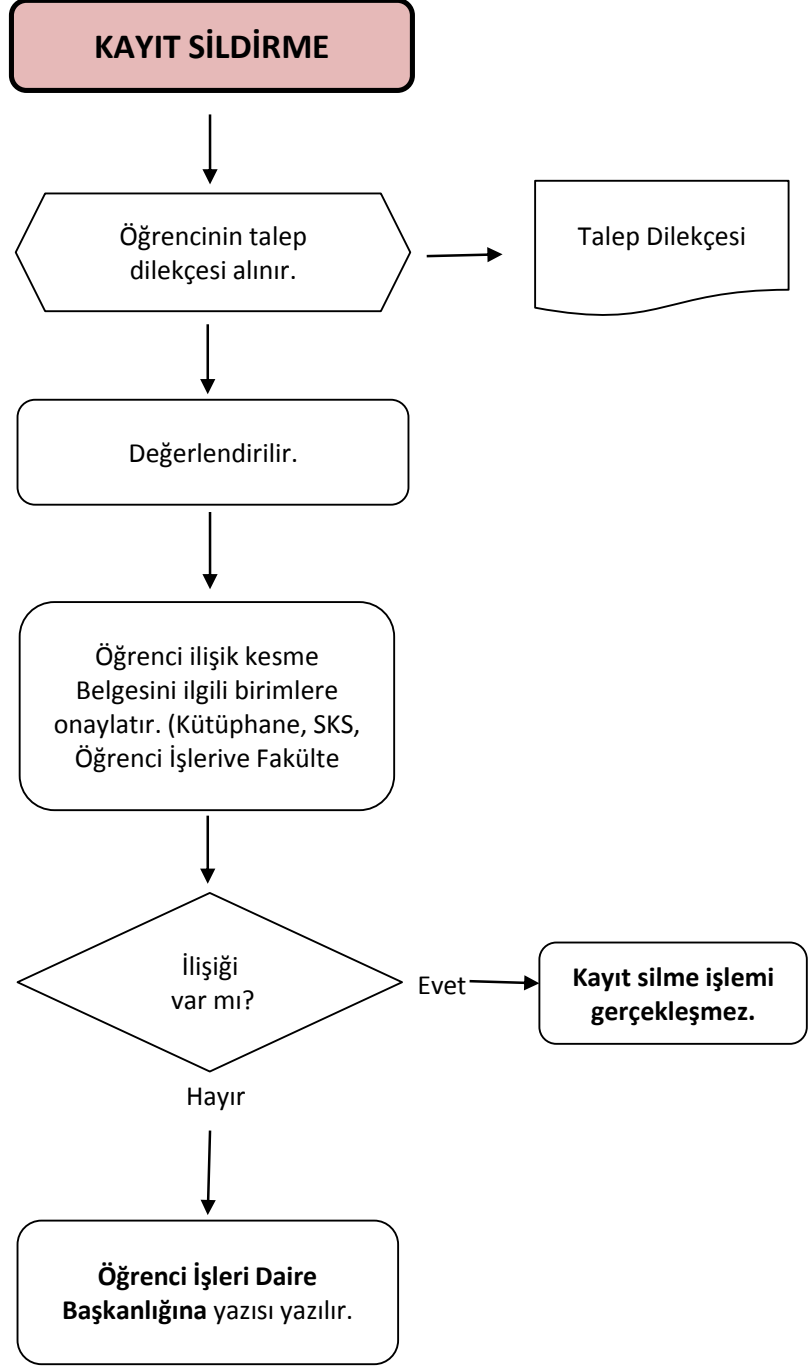 KAYIT SİLDİRME
Öğrencinin talep
dilekçesi alınır.
Talep Dilekçesi
Değerlendirilir.
Öğrenci ilişik kesme
Belgesini ilgili birimlere
onaylatır. (Kütüphane, SKS,
Öğrenci İşlerive Fakülte
İlişiği
var mı?
Evet
Kayıt silme işlemi
gerçekleşmez.
Hayır
Öğrenci İşleri Daire
Başkanlığına yazısı yazılır.